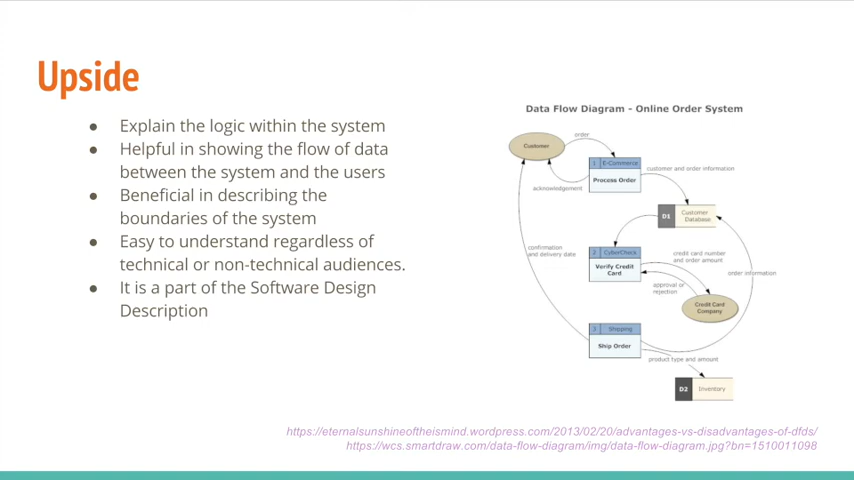 Upside
● Explain the logic within the system
● Helpful in showing the flow of data
between the system and the users
● Beneficial in describing the
boundaries of the system
● Easy to understand regardless of
technical or non-technical audiences.
● It is a part of the Software Design
Description
Data Flow Diagram - Online Order System
order
Customer
1 E-Commerce
Process Order
customer and order information
acknowledgement
D1 Customer
Database
confirmation
and delivery date
2 CyberCheck
Verify Credit
Card
credit card number
and order amount
order information
approval or
rejection
Credit Card
Company
3 Shipping
Ship Order
product type and amount
D2 Inventory
https://eternalsunshineoftheismind.wordpress.com/2013/02/20/advantages-vs-disadvantages-of-dfds/
https://wcs.smartdraw.com/data-flow-diagram/img/data-flow-diagram.jpg?bn=1510011098